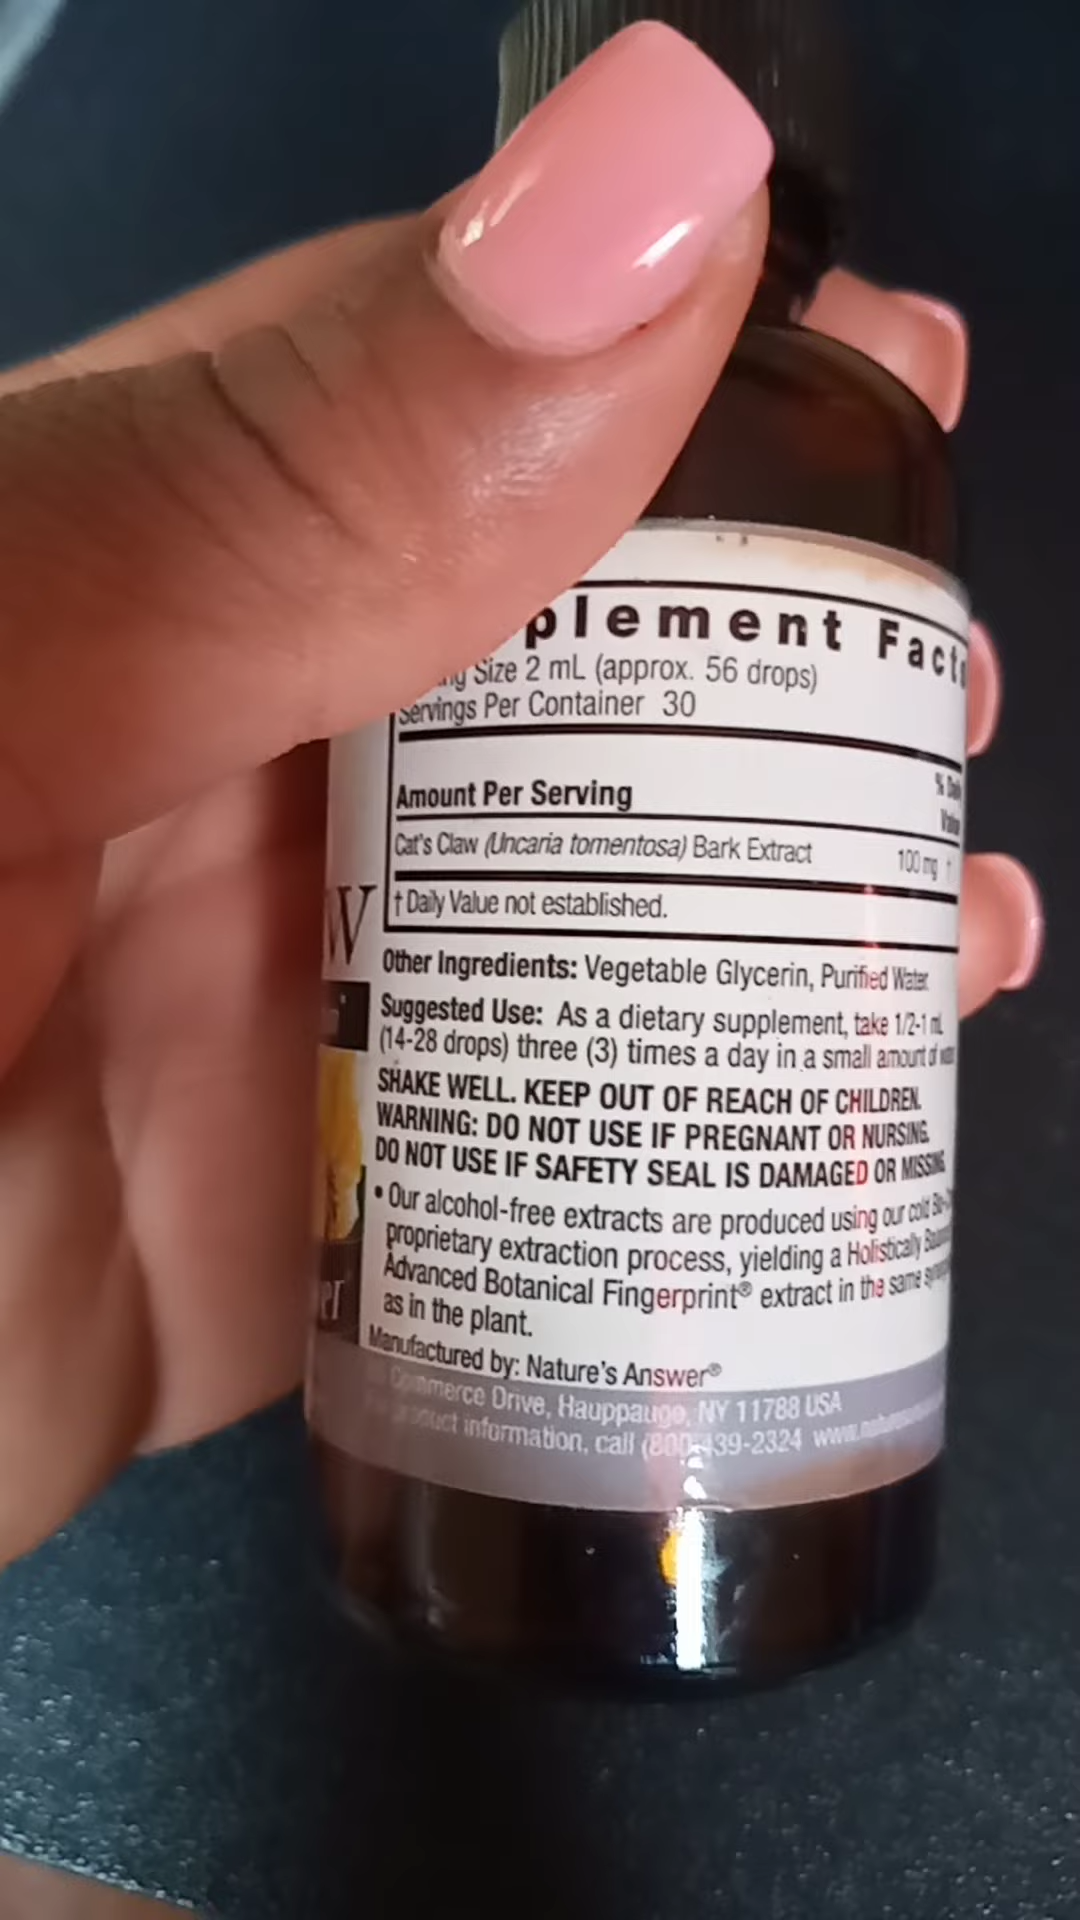 plement Facts
Size 2 mL (approx. 56 drops)
Servings Per Container 30
%
Amount Per Serving
Cat's Claw (Uncaria tomentosa) Bark Extract 100 mg †
† Daily Value not established.
W
Other Ingredients: Vegetable Glycerin, Purified Water.
Suggested Use: As a dietary supplement, take 1/2-1 mL
(14-28 drops) three (3) times a day in a small amount of
SHAKE WELL. KEEP OUT OF REACH OF CHILDREN.
WARNING: DO NOT USE IF PREGNANT OR NURSING.
DO NOT USE IF SAFETY SEAL IS DAMAGED OR MISSING.
• Our alcohol-free extracts are produced using our cold
proprietary extraction process, yielding a Holistically
Advanced Botanical Fingerprint® extract in the same
as in the plant.
Manufactured by: Nature's Answer®
Commerce Drive, Hauppauge, NY 11788 USA
product information, call (800) 439-2324
er